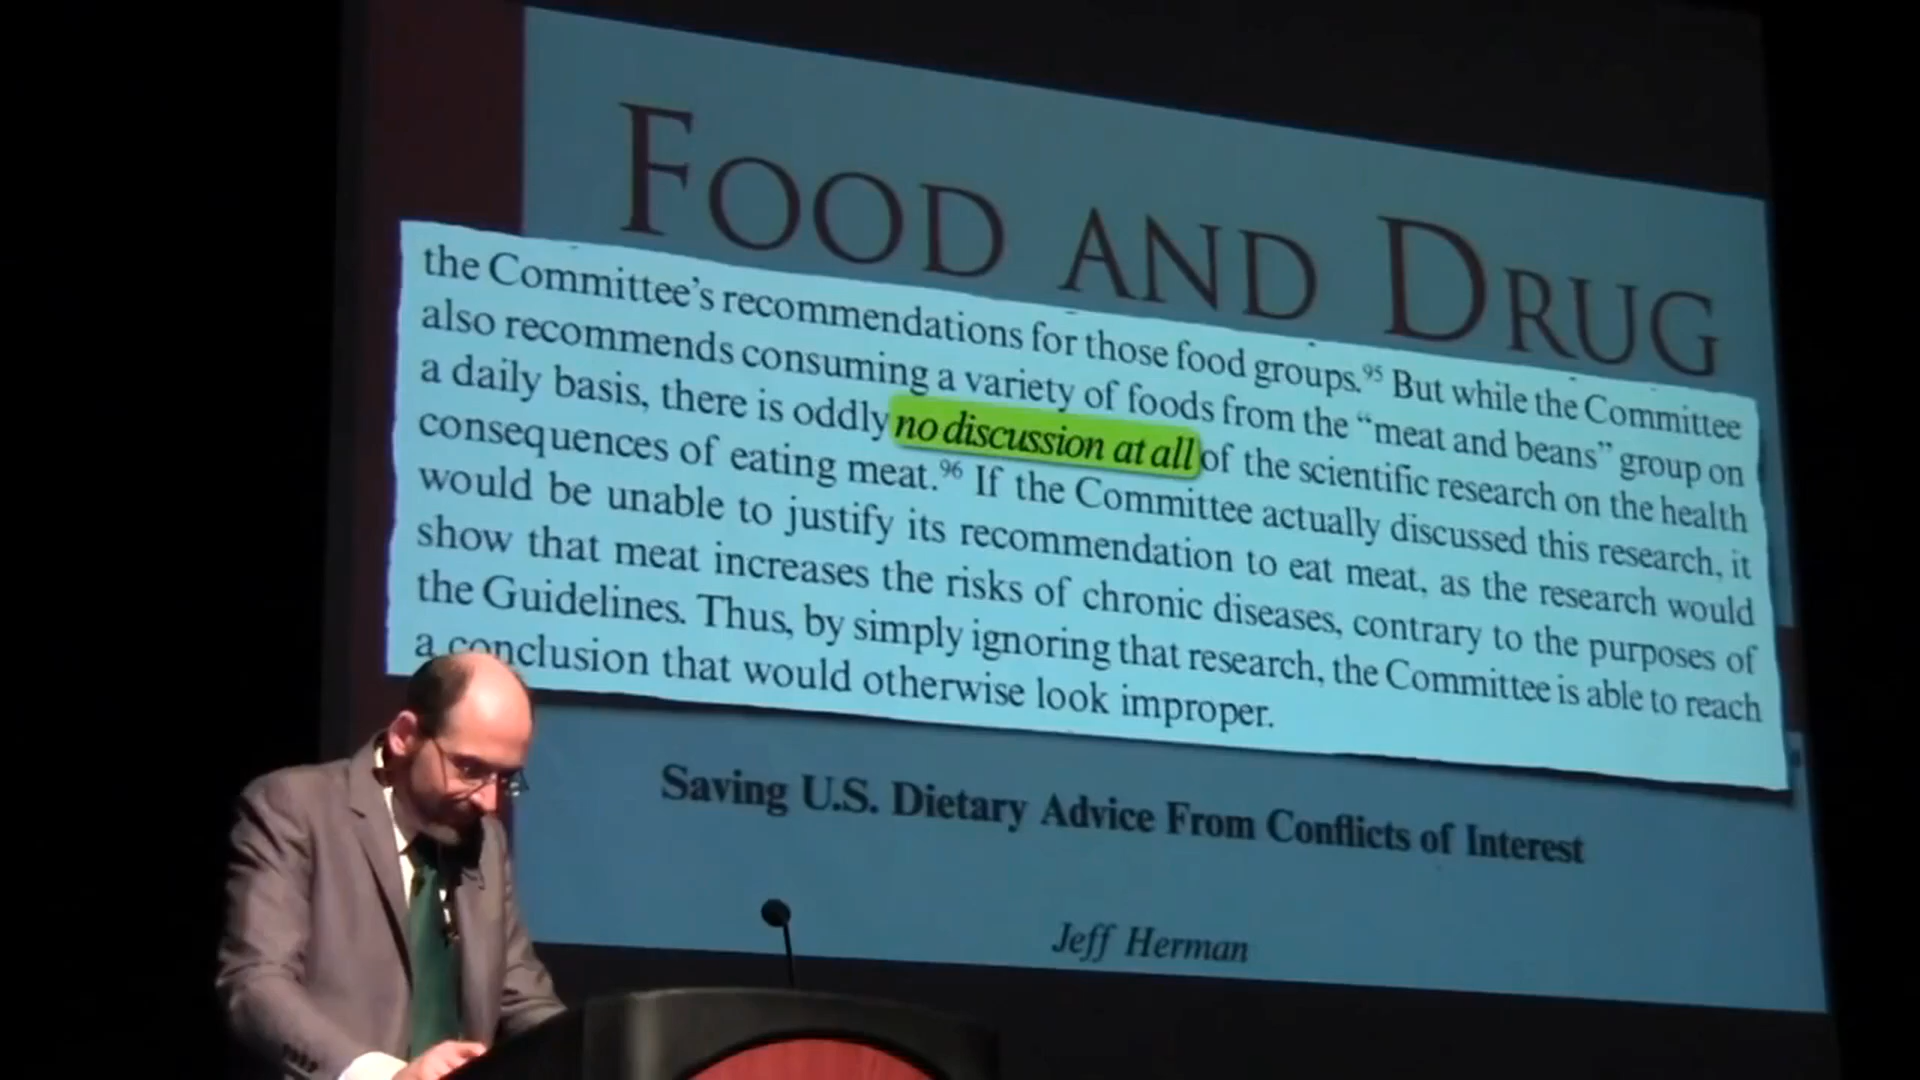 FOOD AND DRUG
the Committee's recommendations for those food groups.95 But while the Committee
also recommends consuming a variety of foods from the “meat and beans” group on
a daily basis, there is oddly no discussion at all of the scientific research on the health
consequences of eating meat.96 If the Committee actually discussed this research, it
would be unable to justify its recommendation to eat meat, as the research would
show that meat increases the risks of chronic diseases, contrary to the purposes of
the Guidelines. Thus, by simply ignoring that research, the Committee is able to reach
a conclusion that would otherwise look improper.
Saving U.S. Dietary Advice From Conflicts of Interest
Jeff Herman